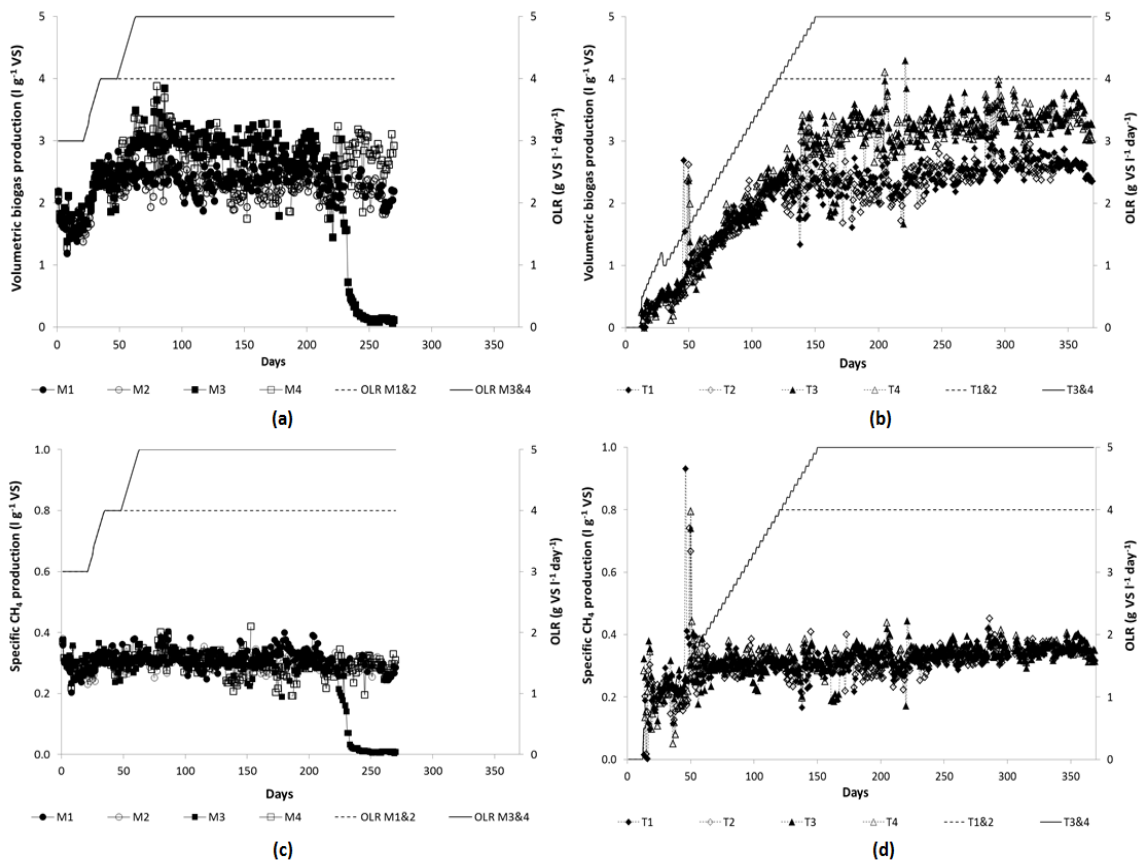 Volumetric biogas production (l g⁻¹ VS)
5
4
3
2
1
0
0 50 100 150 200 250 300 350
Days
5
4
3
2
1
0
OLR (g VS l⁻¹ day⁻¹)
M1 M2 M3 M4 OLR M1&2 OLR M3&4
(a)
Volumetric biogas production (l g⁻¹ VS)
5
4
3
2
1
0
0 50 100 150 200 250 300 350
Days
5
4
3
2
1
0
OLR (g VS l⁻¹ day⁻¹)
T1 T2 T3 T4 T1&2 T3&4
(b)
Specific CH₄ production (l g⁻¹ VS)
1.0
0.8
0.6
0.4
0.2
0.0
0 50 100 150 200 250 300 350
Days
5
4
3
2
1
0
OLR (g VS l⁻¹ day⁻¹)
M1 M2 M3 M4 OLR M1&2 OLR M3&4
(c)
Specific CH₄ production (l g⁻¹ VS)
1.0
0.8
0.6
0.4
0.2
0.0
0 50 100 150 200 250 300 350
Days
5
4
3
2
1
0
OLR (g VS l⁻¹ day⁻¹)
T1 T2 T3 T4 T1&2 T3&4
(d)